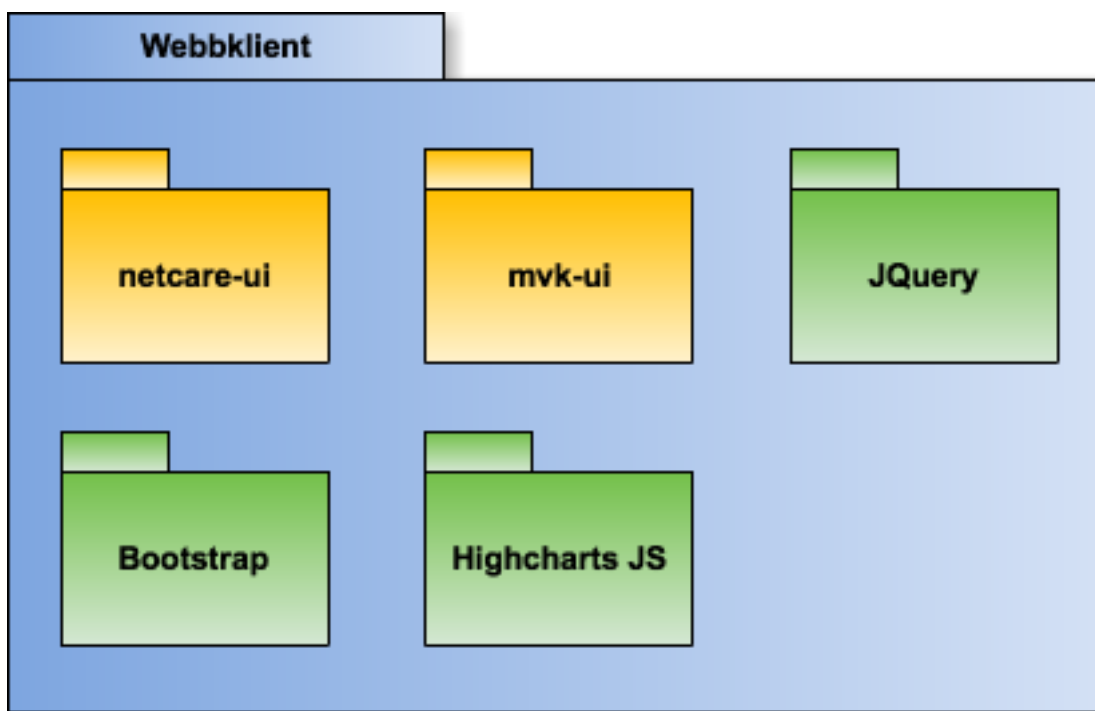 Webbklient
netcare-ui
mvk-ui
JQuery
Bootstrap
Highcharts JS